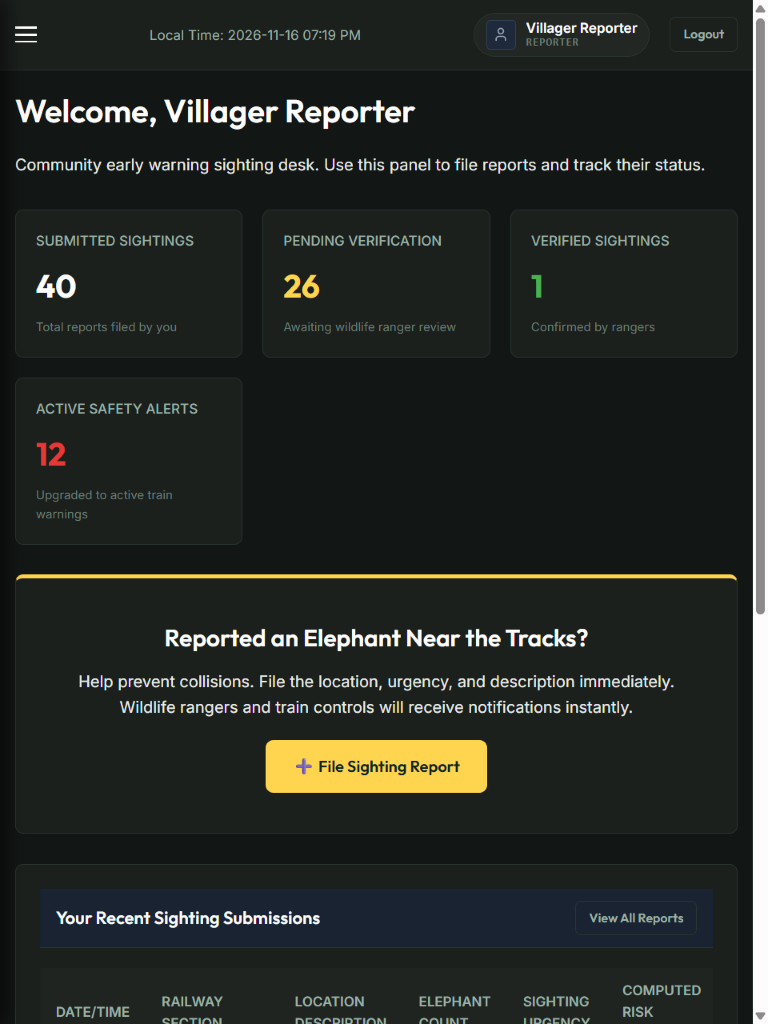 Local Time: 2026-11-16 07:19 PM
Villager Reporter
REPORTER
Logout
Welcome, Villager Reporter
Community early warning sighting desk. Use this panel to file reports and track their status.
SUBMITTED SIGHTINGS
40
Total reports filed by you
PENDING VERIFICATION
26
Awaiting wildlife ranger review
VERIFIED SIGHTINGS
1
Confirmed by rangers
ACTIVE SAFETY ALERTS
12
Upgraded to active train
warnings
Reported an Elephant Near the Tracks?
Help prevent collisions. File the location, urgency, and description immediately.
Wildlife rangers and train controls will receive notifications instantly.
File Sighting Report
Your Recent Sighting Submissions
View All Reports
DATE/TIME
RAILWAY
SECTION
LOCATION
DESCRIPTION
ELEPHANT
COUNT
SIGHTING
URGENCY
COMPUTED
RISK